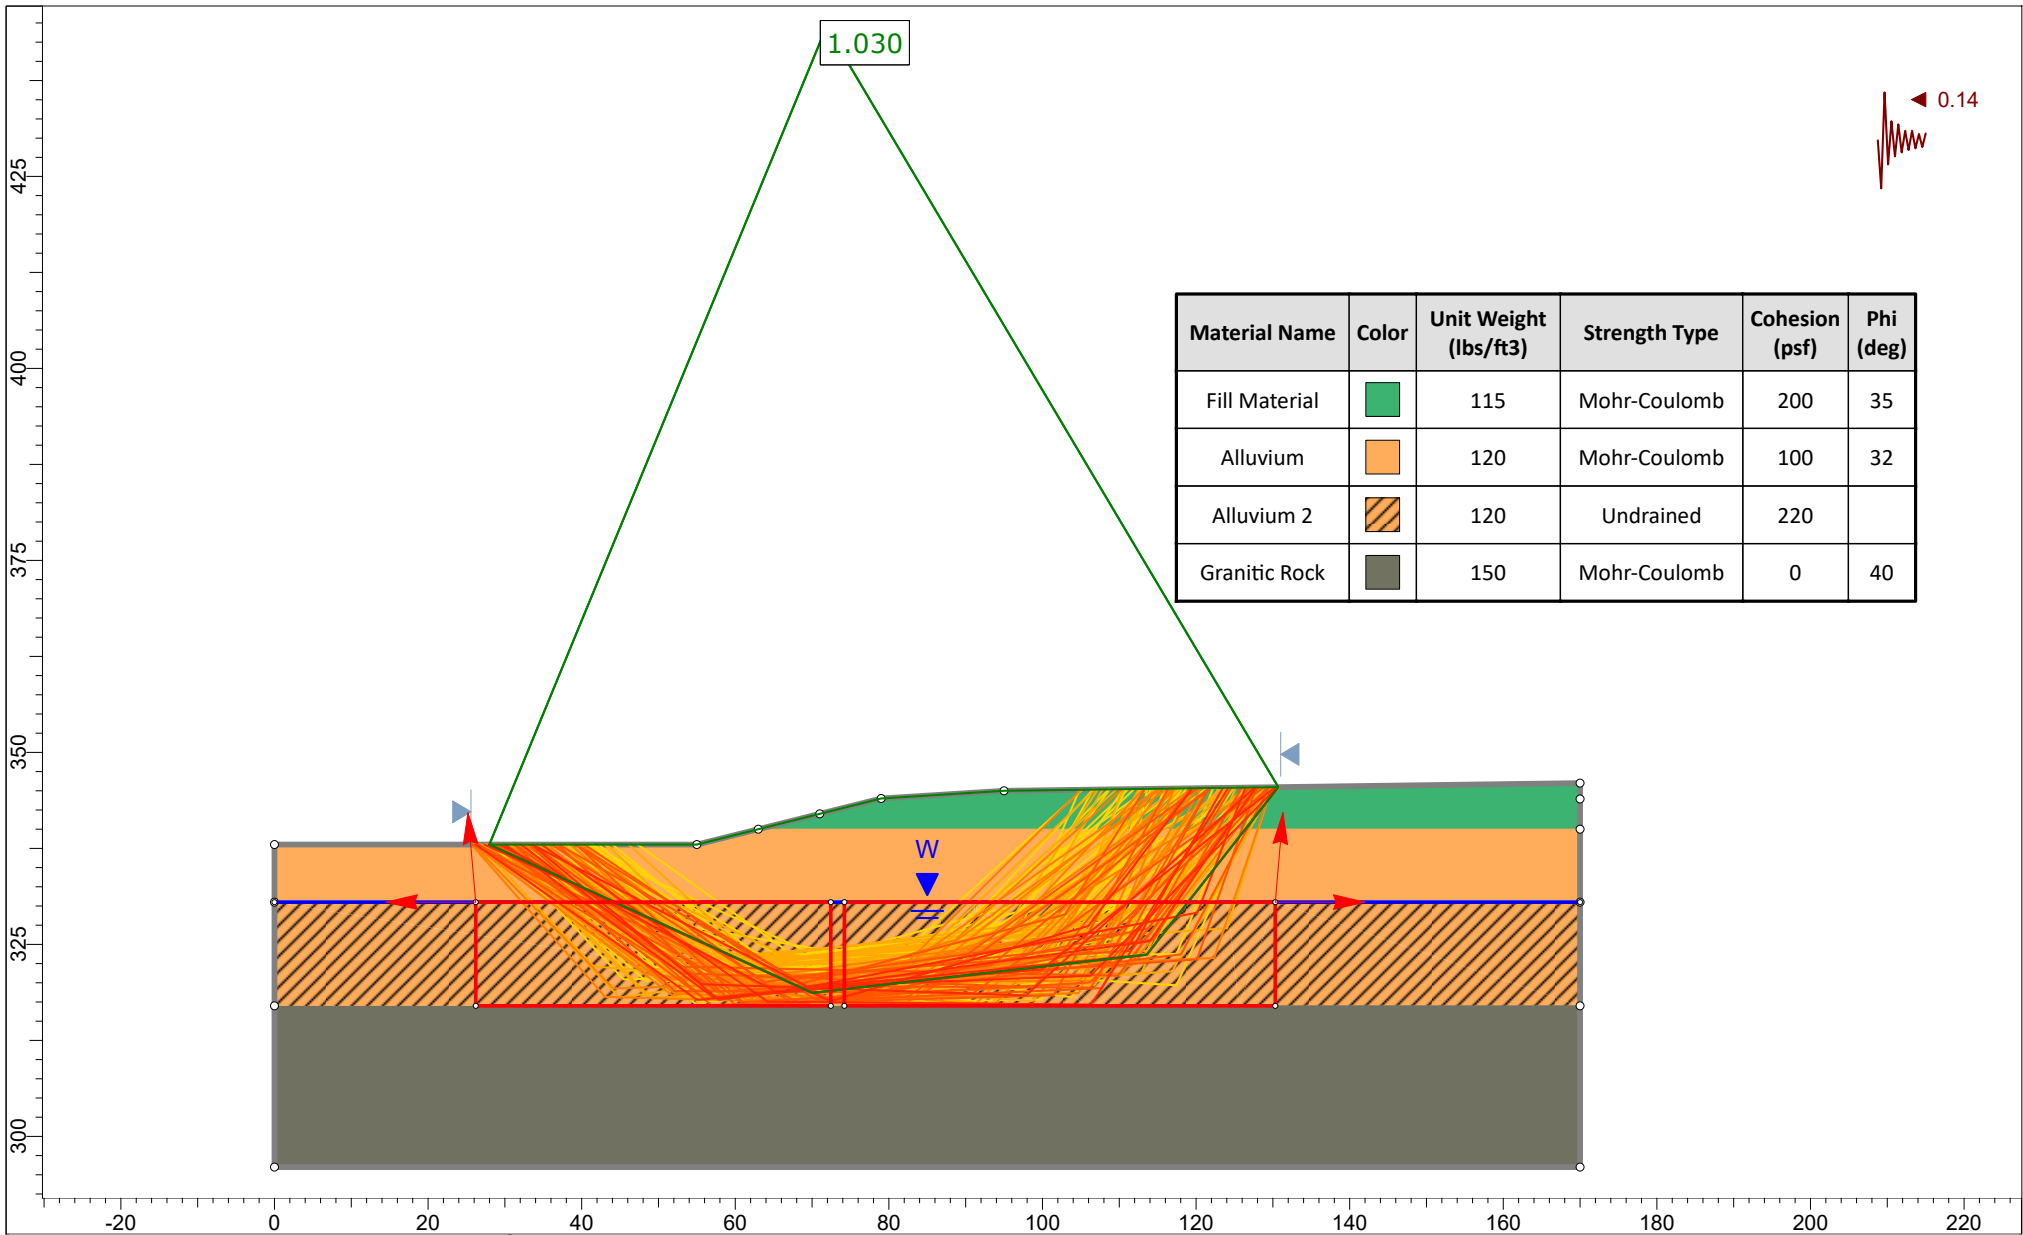 1.030
0.14
Material Name Color Unit Weight (lbs/ft3) Strength Type Cohesion (psf) Phi (deg)
Fill Material 115 Mohr-Coulomb 200 35
Alluvium 120 Mohr-Coulomb 100 32
Alluvium 2 120 Undrained 220
Granitic Rock 150 Mohr-Coulomb 0 40
W
425
400
375
350
325
300
-20 0 20 40 60 80 100 120 140 160 180 200 220